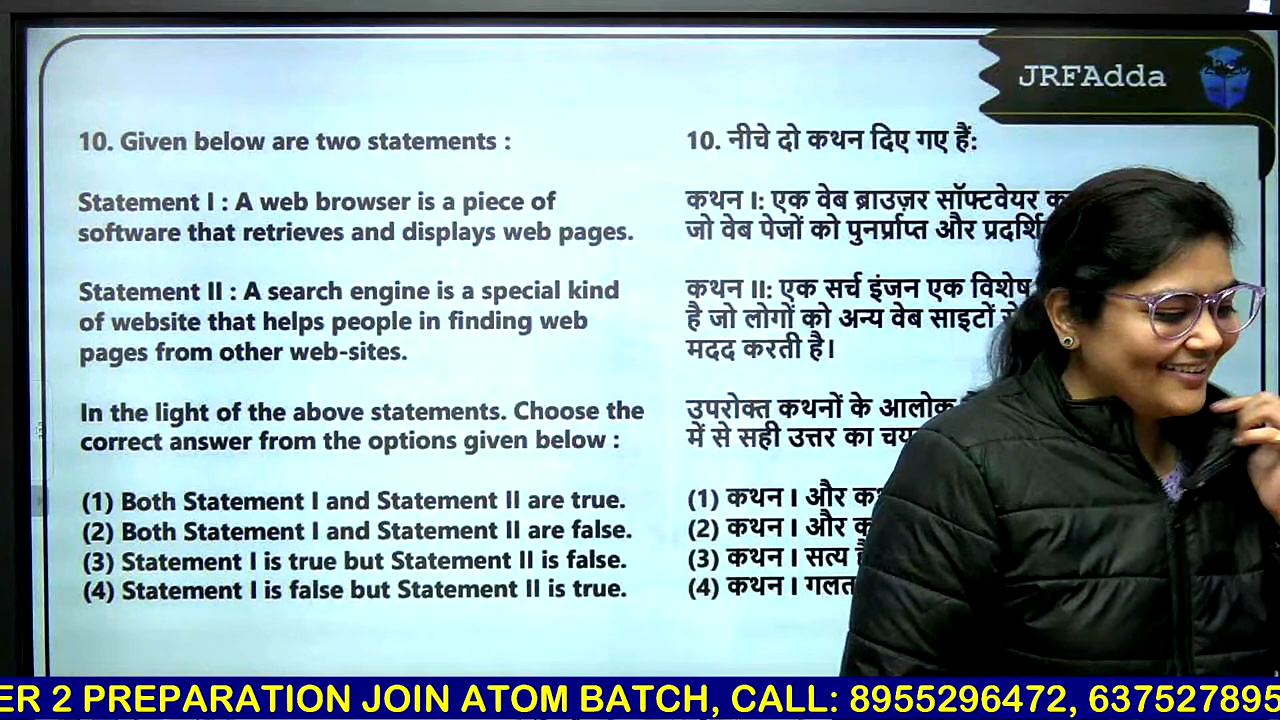 JRFAdda
10. Given below are two statements :
Statement I : A web browser is a piece of
software that retrieves and displays web pages.
Statement II : A search engine is a special kind
of website that helps people in finding web
pages from other web-sites.
In the light of the above statements. Choose the
correct answer from the options given below :
(1) Both Statement I and Statement II are true.
(2) Both Statement I and Statement II are false.
(3) Statement I is true but Statement II is false.
(4) Statement I is false but Statement II is true.
10. नीचे दो कथन दिए गए हैं:
कथन I: एक वेब ब्राउज़र सॉफ्टवेयर
जो वेब पेजों को पुनर्प्राप्त और
कथन II: एक सर्च इंजन एक विशेष
है जो लोगों को अन्य वेब साइटों
मदद करती है।
उपरोक्त कथनों के आलोक
में से सही उत्तर का
(1) कथन I और
(2) कथन I और
(3) कथन I सत्य
(4) कथन I गलत
ER 2 PREPARATION JOIN ATOM BATCH, CALL: 8955296472, 637527895